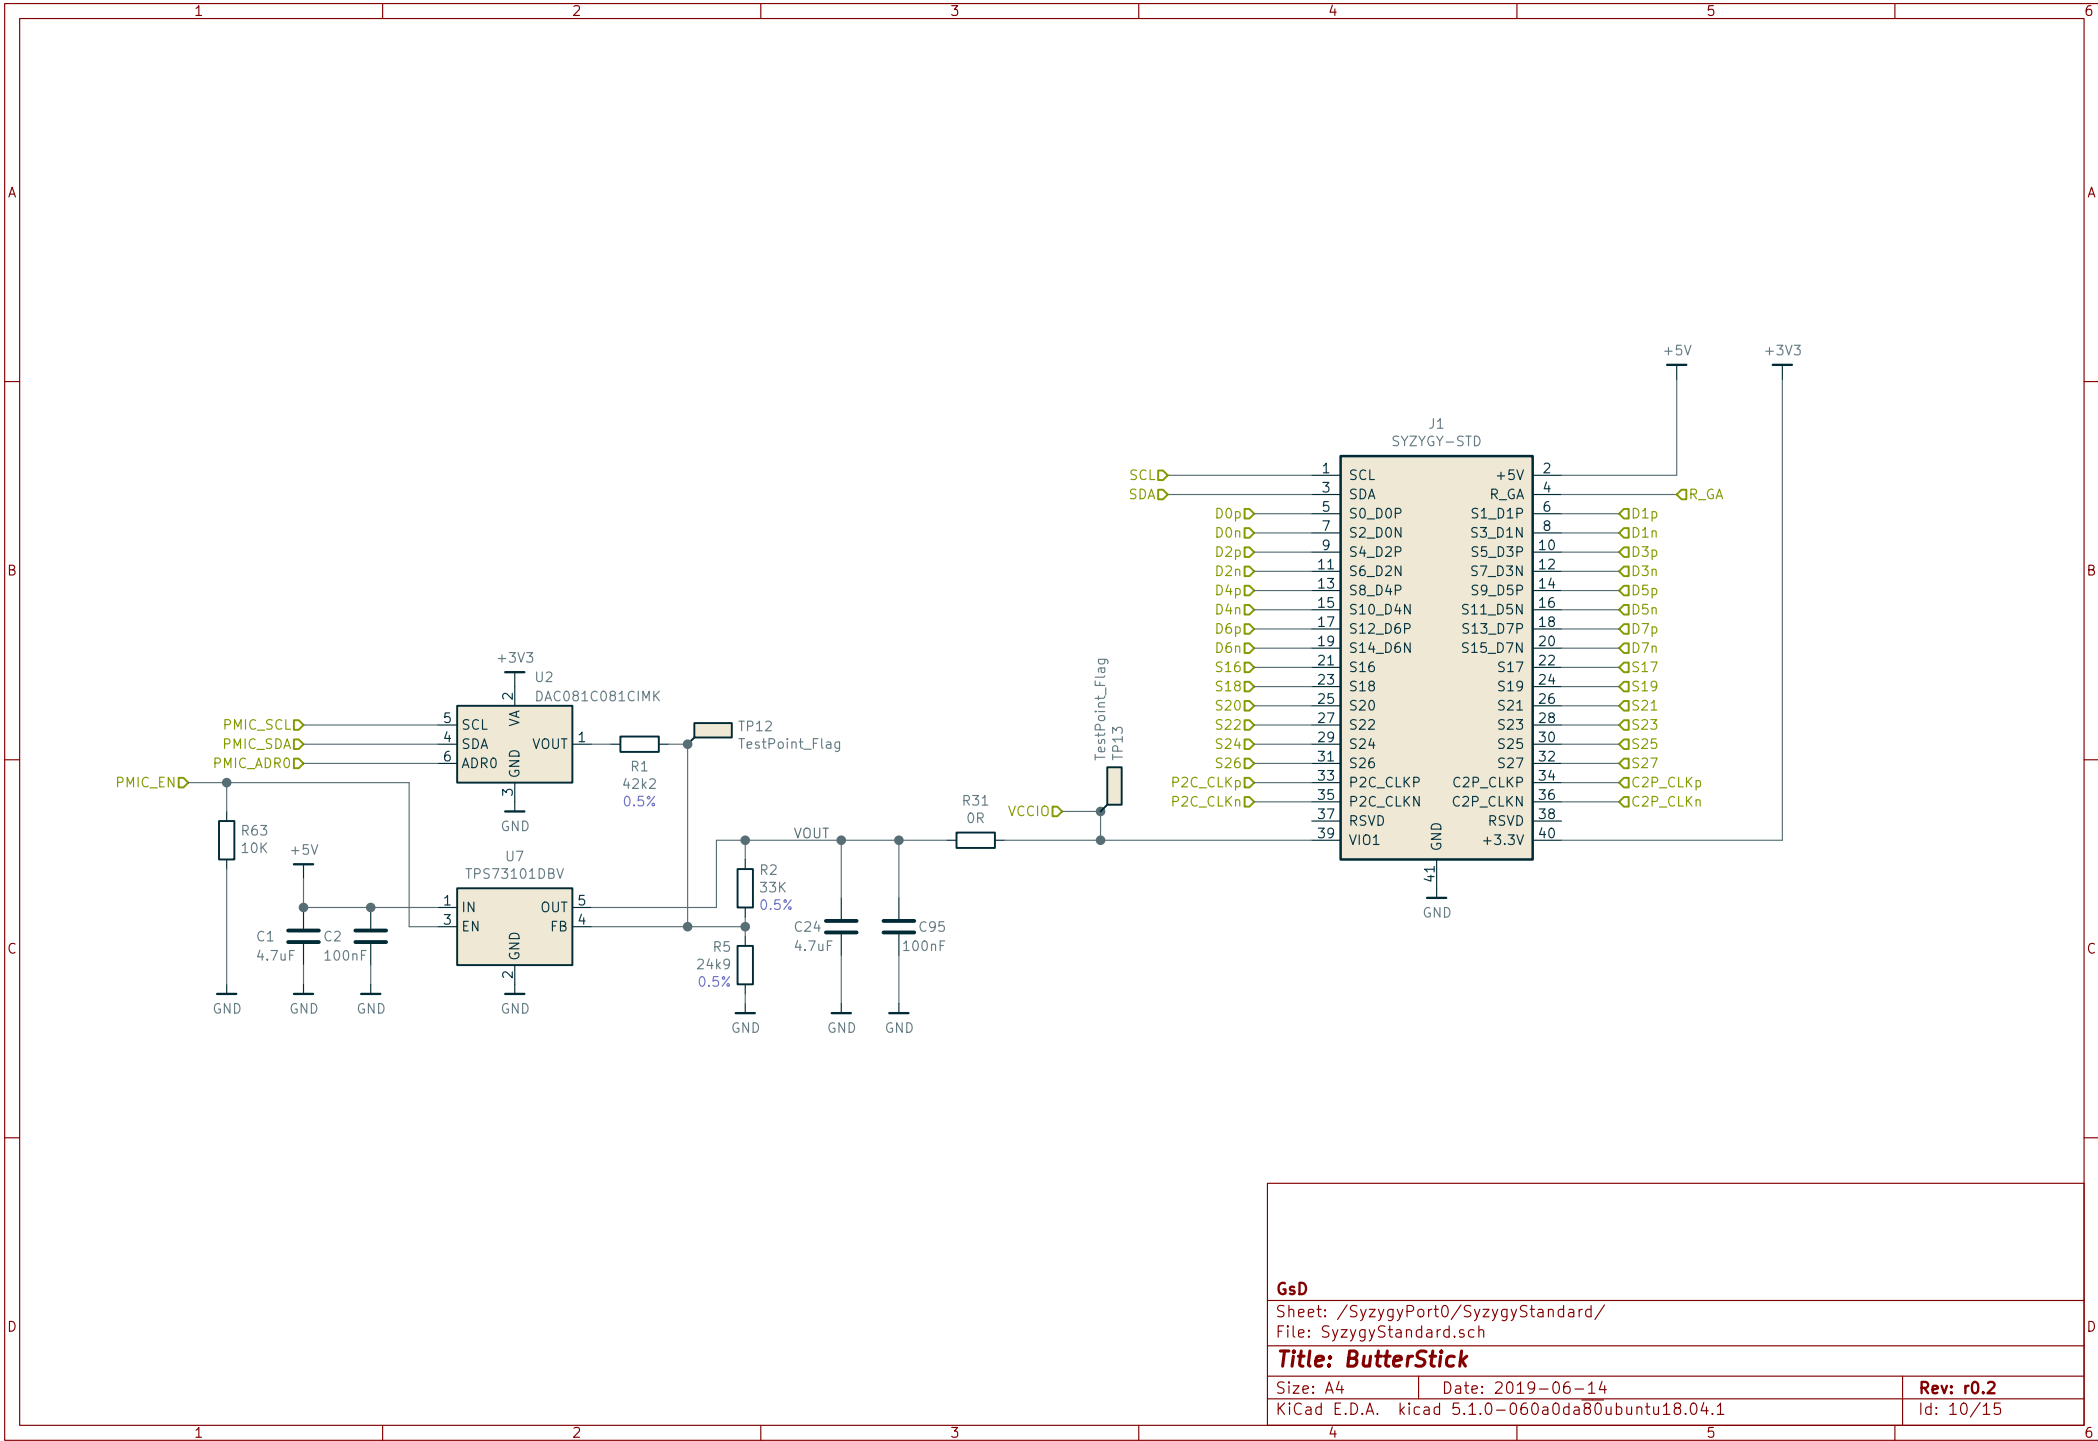 1 2 3 4 5 6
A A
B B
C C
D D
+5V
+3V3
J1
SYZYGY-STD
SCL 1 SCL +5V 2
SDA 3 SDA R_GA 4 R_GA
D0p 5 S0_D0P S1_D1P 6 D1p
D0n 7 S2_D0N S3_D1N 8 D1n
D2p 9 S4_D2P S5_D3P 10 D3p
D2n 11 S6_D2N S7_D3N 12 D3n
D4p 13 S8_D4P S9_D5P 14 D5p
D4n 15 S10_D4N S11_D5N 16 D5n
D6p 17 S12_D6P S13_D7P 18 D7p
D6n 19 S14_D6N S15_D7N 20 D7n
S16 21 S16 S17 22 S17
S18 23 S18 S19 24 S19
S20 25 S20 S21 26 S21
S22 27 S22 S23 28 S23
S24 29 S24 S25 30 S25
S26 31 S26 S27 32 S27
P2C_CLKp 33 P2C_CLKP C2P_CLKP 34 C2P_CLKp
P2C_CLKn 35 P2C_CLKN C2P_CLKN 36 C2P_CLKn
37 RSVD RSVD 38
39 VIO1 +3.3V 40
GND
41
GND
+3V3
U2
DAC081C081CIMK
2
VA
PMIC_SCL 5 SCL
PMIC_SDA 4 SDA VOUT 1
PMIC_ADR0 6 ADR0
GND
3
GND
R1
42k2
0.5%
TP12
TestPoint_Flag
PMIC_EN
R63
10K
GND
+5V
C1
4.7uF
GND
C2
100nF
GND
U7
TPS73101DBV
1 IN OUT 5
3 EN FB 4
GND
2
GND
VOUT
R2
33K
0.5%
R5
24k9
0.5%
GND
C24
4.7uF
GND
C95
100nF
GND
R31
0R
VCCIO
TestPoint_Flag
TP13
GsD
Sheet: /SyzygyPort0/SyzygyStandard/
File: SyzygyStandard.sch
Title: ButterStick
Size: A4 Date: 2019-06-14 Rev: r0.2
KiCad E.D.A. kicad 5.1.0-060a0da80ubuntu18.04.1 Id: 10/15
1 2 3 4 5 6